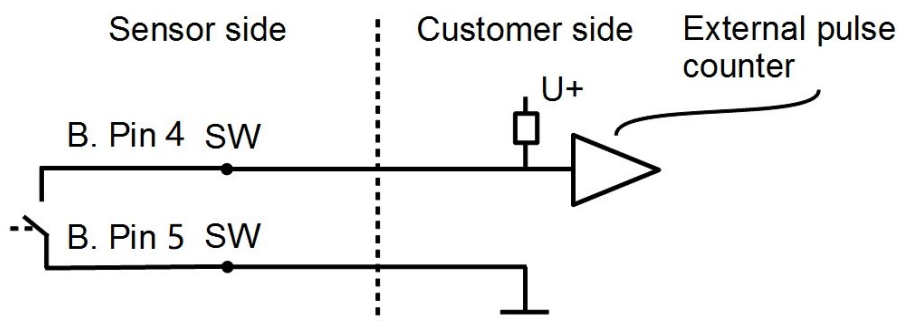 Sensor side
Customer side
External pulse
counter
U+
B. Pin 4 SW
B. Pin 5 SW